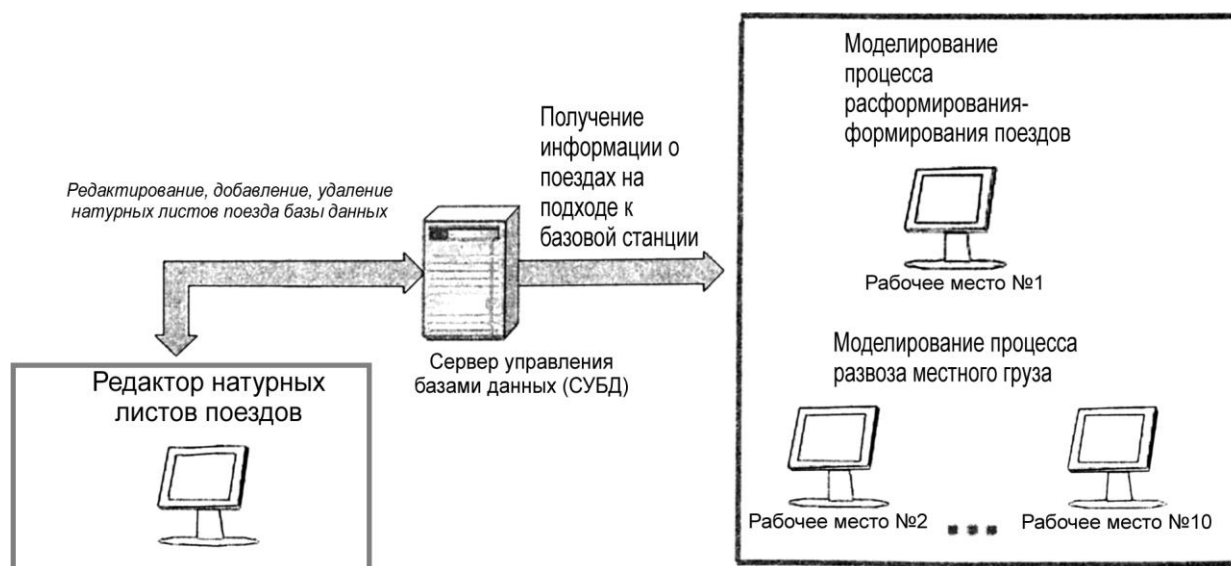 Редактирование, добавление, удаление
натурных листов поезда базы данных
Редактор натурных
листов поездов
Сервер управления
базами данных (СУБД)
Получение
информации о
поездах на
подходе к
базовой станции
Моделирование
процесса
расформирования-
формирования поездов
Рабочее место №1
Моделирование процесса
развоза местного груза
Рабочее место №2
Рабочее место №10